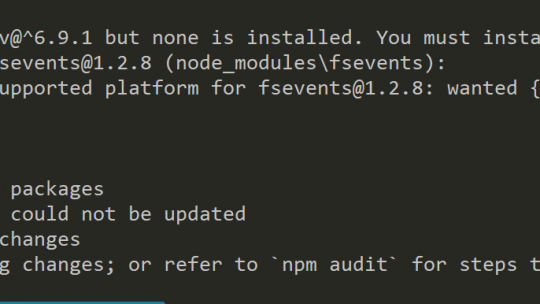 v@^6.9.1 but none is installed. You must insta
sevents@1.2.8 (node_modules\fsevents):
upported platform for fsevents@1.2.8: wanted {
packages
could not be updated
changes
g changes; or refer to `npm audit` for steps t